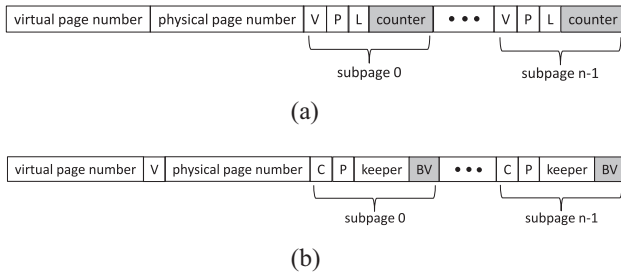 virtual page number physical page number V P L counter ••• V P L counter
subpage 0 subpage n-1
(a)
virtual page number V physical page number C P keeper BV ••• C P keeper BV
subpage 0 subpage n-1
(b)